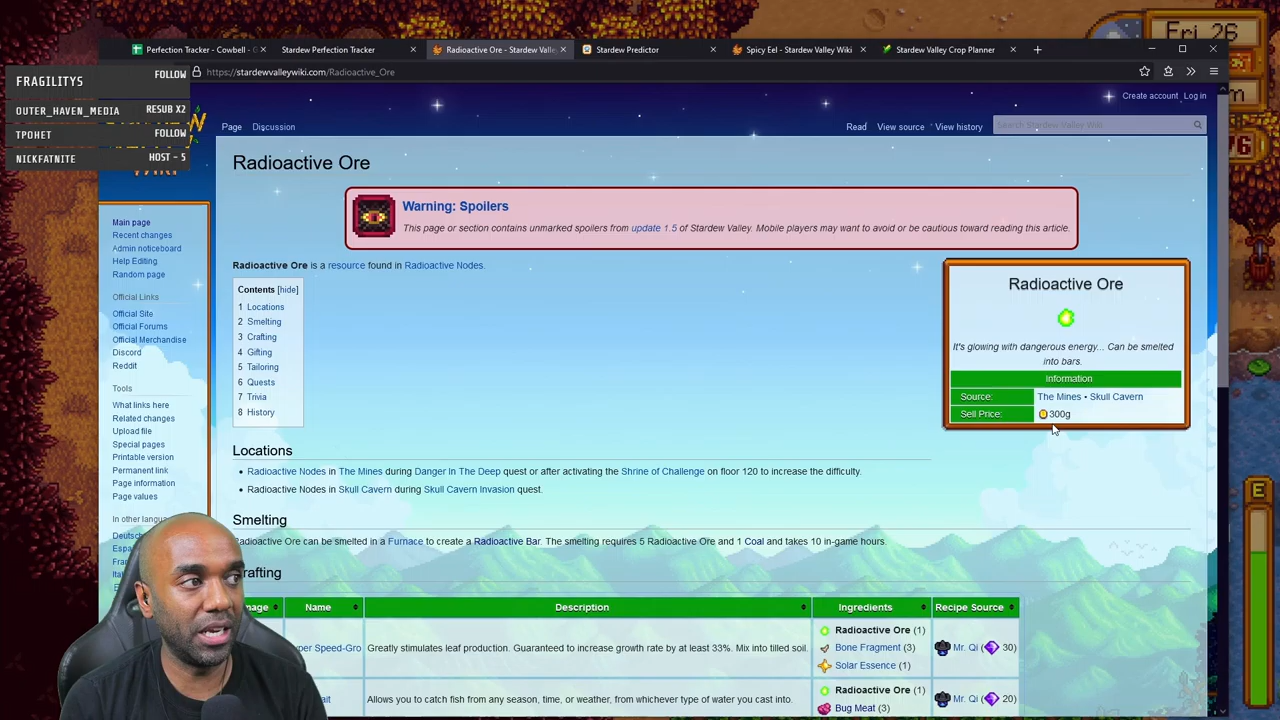 Fri. 26
Perfection Tracker - Cowbell -
Stardew Perfection Tracker
Radioactive Ore - Stardew Valle
Stardew Predictor
Spicy Eel - Stardew Valley Wiki
Stardew Valley Crop Planner
https://stardewvalleywiki.com/Radioactive_Ore
FRAGILITYS FOLLOW
OUTER_HAVEN_MEDIA RESUB X2
TPOHET FOLLOW
NICKFATNITE HOST - 5
Create account Log in
Page Discussion
Read View source View history
Search Stardew Valley Wiki
Radioactive Ore
Warning: Spoilers
This page or section contains unmarked spoilers from update 1.5 of Stardew Valley. Mobile players may want to avoid or be cautious toward reading this article.
Main page
Recent changes
Admin noticeboard
Help Editing
Random page
Official Links
Official Site
Official Forums
Official Merchandise
Discord
Reddit
Tools
What links here
Related changes
Upload file
Special pages
Printable version
Permanent link
Page information
Page values
In other langua
Deuts
Espa
Fran
Ital
Radioactive Ore is a resource found in Radioactive Nodes.
Contents [hide]
1 Locations
2 Smelting
3 Crafting
4 Gifting
5 Tailoring
6 Quests
7 Trivia
8 History
Radioactive Ore
It's glowing with dangerous energy... Can be smelted
into bars.
Information
Source: The Mines • Skull Cavern
Sell Price: 300g
Locations
• Radioactive Nodes in The Mines during Danger In The Deep quest or after activating the Shrine of Challenge on floor 120 to increase the difficulty.
• Radioactive Nodes in Skull Cavern during Skull Cavern Invasion quest.
Smelting
Radioactive Ore can be smelted in a Furnace to create a Radioactive Bar. The smelting requires 5 Radioactive Ore and 1 Coal and takes 10 in-game hours.
rafting
mage Name Description Ingredients Recipe Source
yper Speed-Gro Greatly stimulates leaf production. Guaranteed to increase growth rate by at least 33%. Mix into tilled soil.
Radioactive Ore (1)
Bone Fragment (3)
Solar Essence (1)
Mr. Qi ( 30)
ait Allows you to catch fish from any season, time, or weather, from whichever type of water you cast into.
Radioactive Ore (1)
Bug Meat (3)
Mr. Qi ( 20)
E